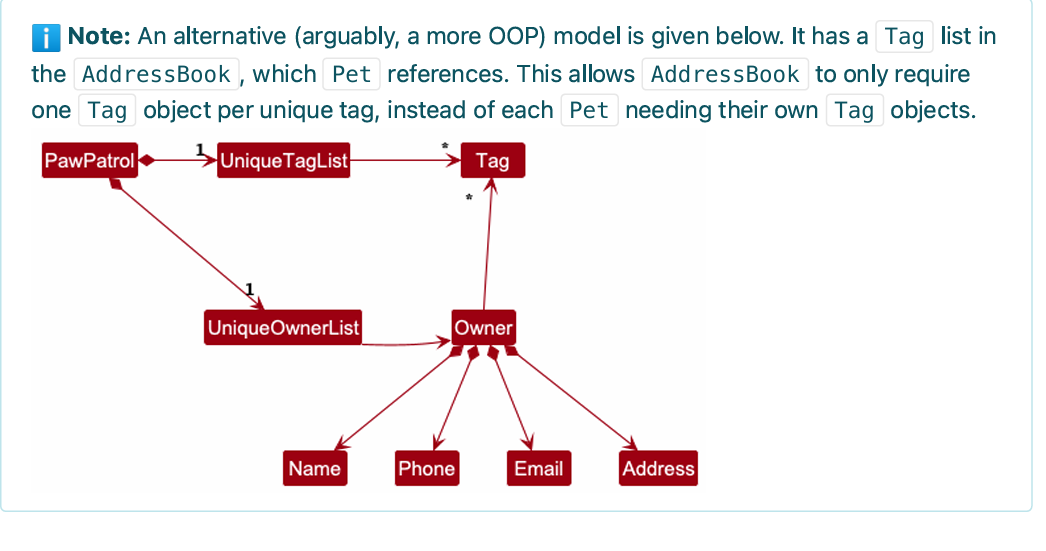 i Note: An alternative (arguably, a more OOP) model is given below. It has a Tag list in
the AddressBook, which Pet references. This allows AddressBook to only require
one Tag object per unique tag, instead of each Pet needing their own Tag objects.
PawPatrol 1 UniqueTagList * Tag
*
1
UniqueOwnerList Owner
Name Phone Email Address